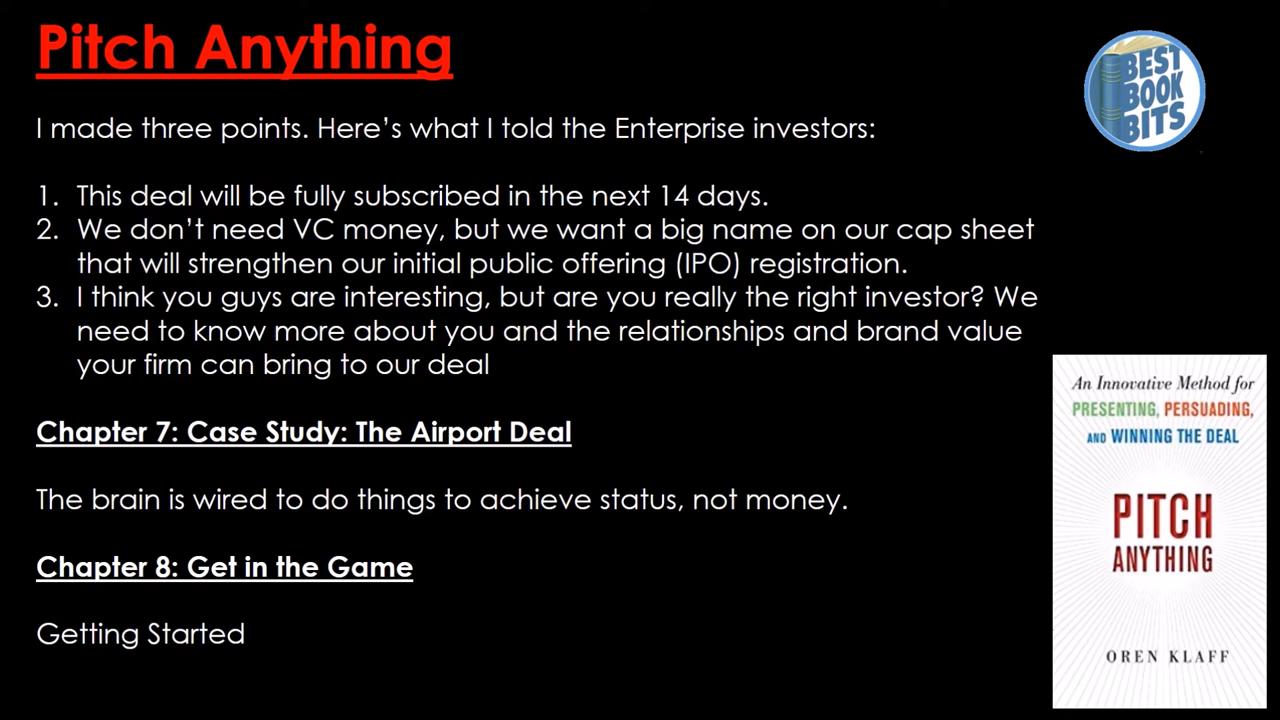 Pitch Anything
BEST
BOOK
BITS
I made three points. Here's what I told the Enterprise investors:
1. This deal will be fully subscribed in the next 14 days.
2. We don't need VC money, but we want a big name on our cap sheet
that will strengthen our initial public offering (IPO) registration.
3. I think you guys are interesting, but are you really the right investor? We
need to know more about you and the relationships and brand value
your firm can bring to our deal
Chapter 7: Case Study: The Airport Deal
The brain is wired to do things to achieve status, not money.
Chapter 8: Get in the Game
Getting Started
An Innovative Method for
PRESENTING, PERSUADING,
AND WINNING THE DEAL
PITCH
ANYTHING
OREN KLAFF